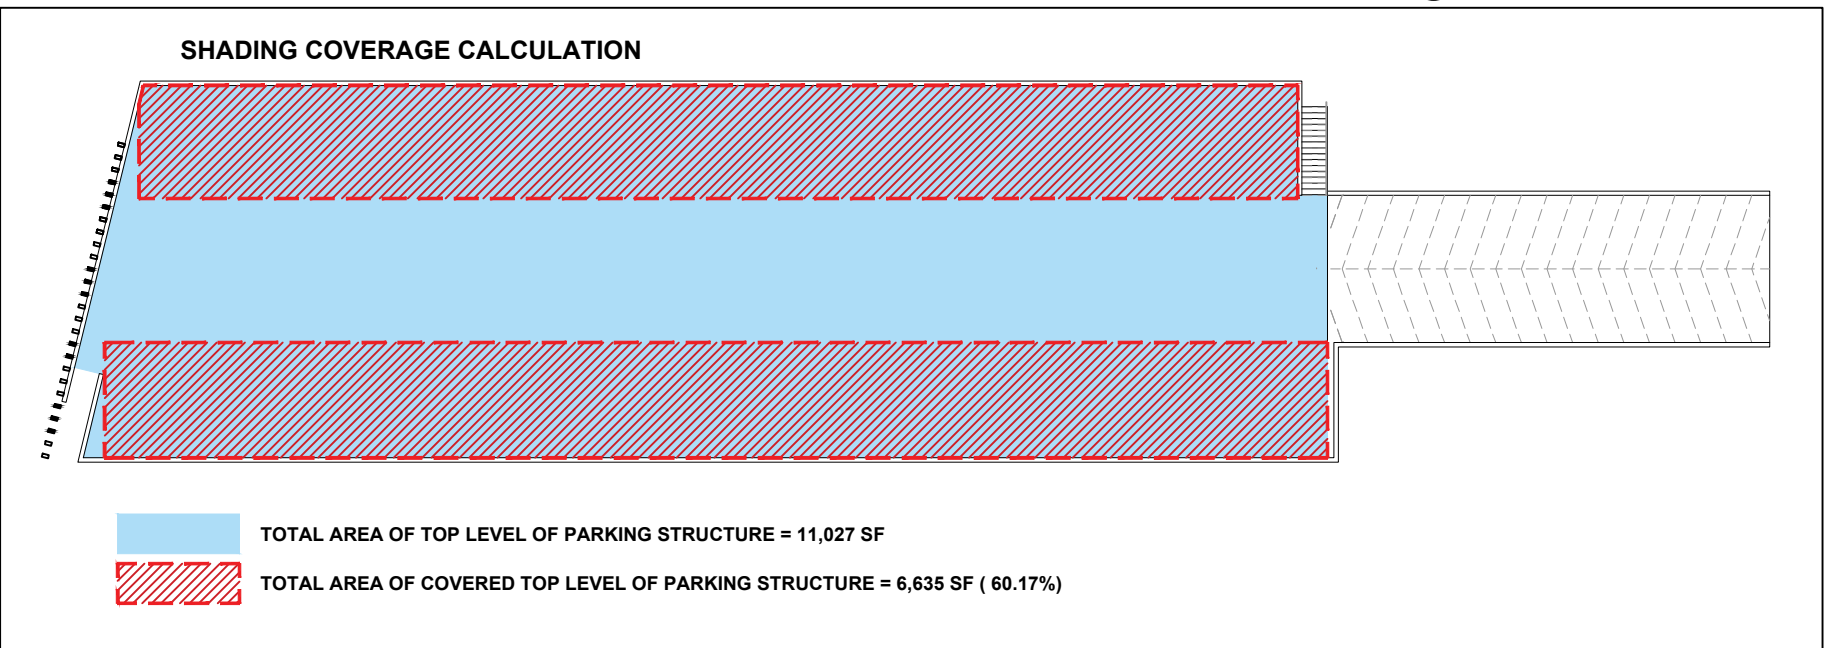 SHADING COVERAGE CALCULATION
TOTAL AREA OF TOP LEVEL OF PARKING STRUCTURE = 11,027 SF
TOTAL AREA OF COVERED TOP LEVEL OF PARKING STRUCTURE = 6,635 SF ( 60.17%)